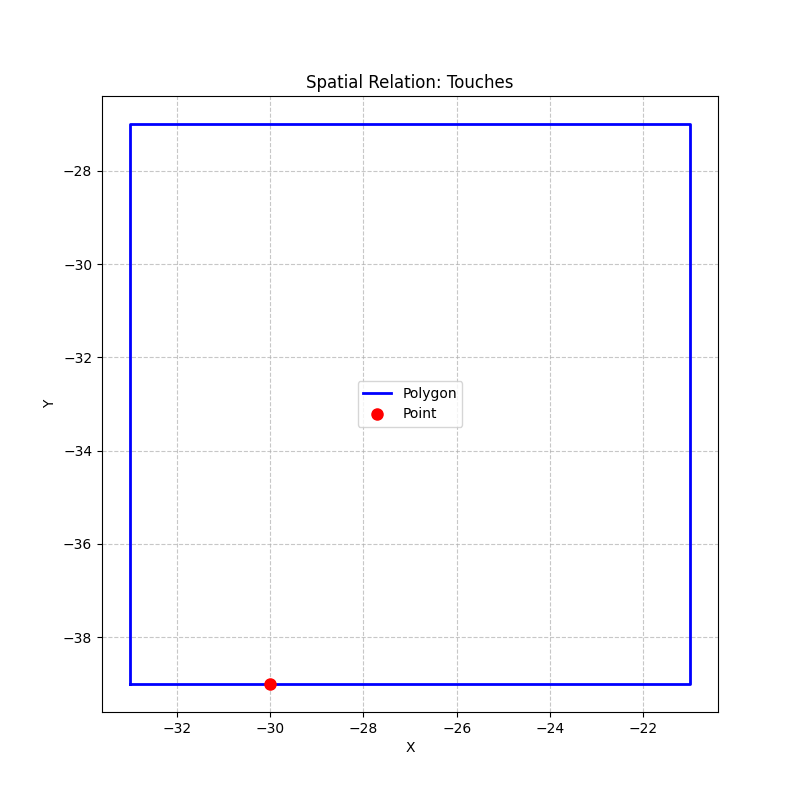 Spatial Relation: Touches
Y
−28
−30
−32
−34
−36
−38
Polygon
Point
−32
−30
−28
−26
−24
−22
X